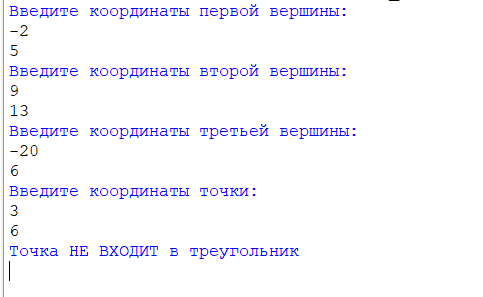 Введите координаты первой вершины:
-2
5
Введите координаты второй вершины:
9
13
Введите координаты третьей вершины:
-20
6
Введите координаты точки:
3
6
Точка НЕ ВХОДИТ в треугольник